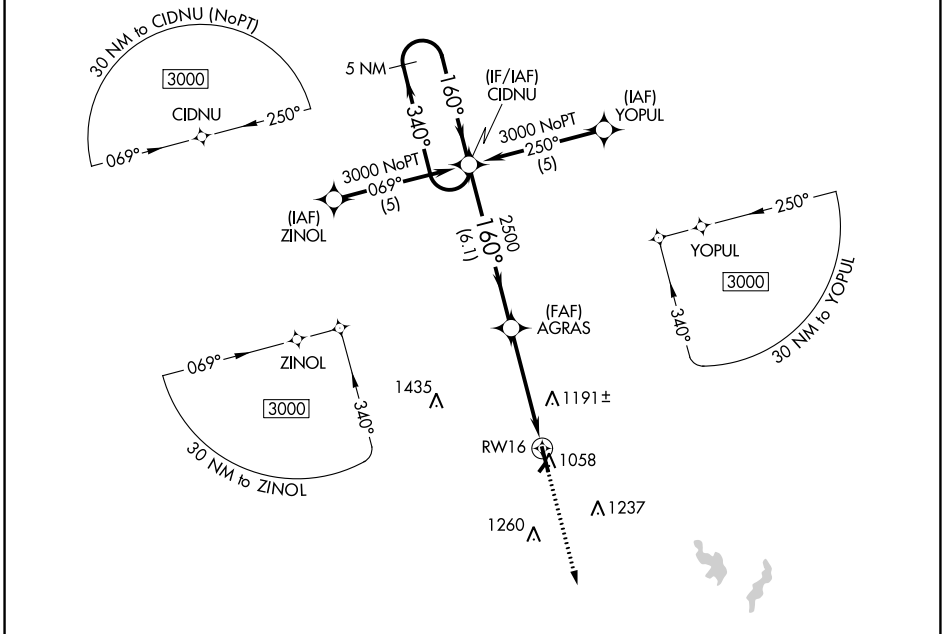 30 NM to CIDNU (NoPT)
3000
CIDNU
069°
250°
5 NM
340°
160°
(IF/IAF)
CIDNU
(IAF)
YOPUL
3000 NoPT
250°
(5)
3000 NoPT
069°
(5)
(IAF)
ZINOL
2500
160°
(6.1)
(FAF)
AGRAS
250°
YOPUL
3000
340°
30 NM to YOPUL
069°
ZINOL
3000
340°
30 NM to ZINOL
1435
1191±
RW16
1058
1237
1260